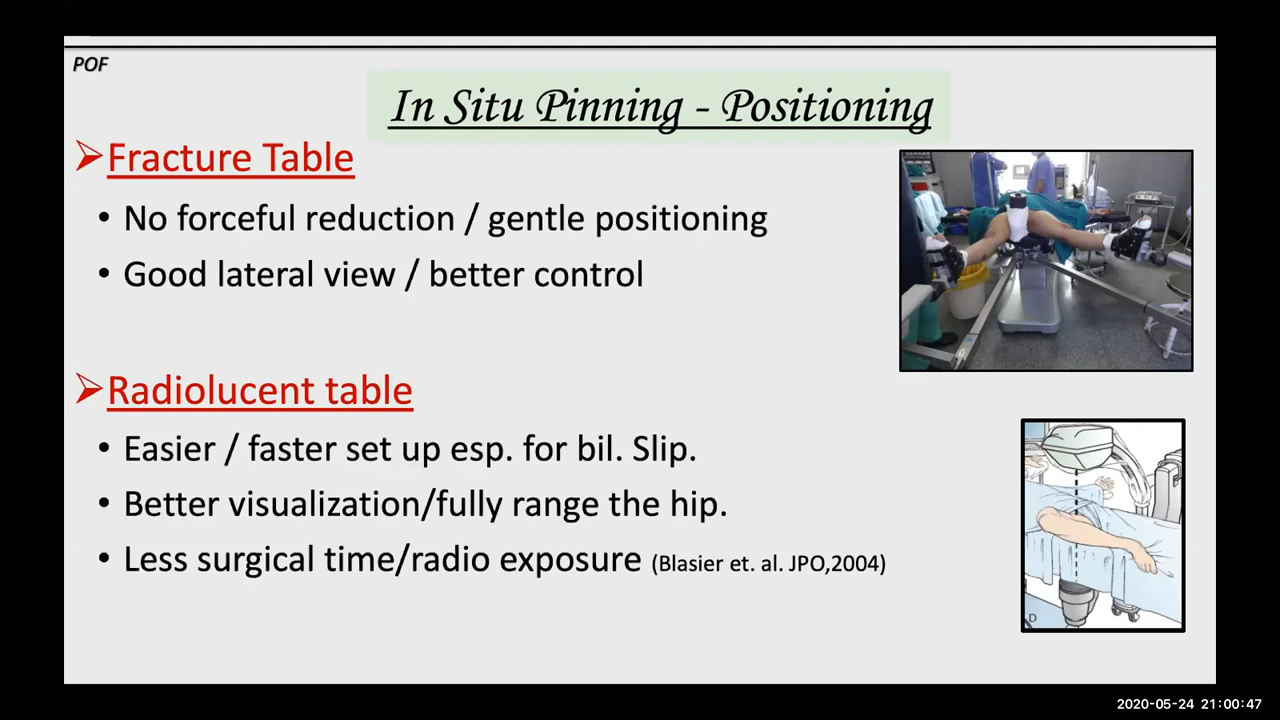 POF
In Situ Pinning - Positioning
➢Fracture Table
• No forceful reduction / gentle positioning
• Good lateral view / better control
➢Radiolucent table
• Easier / faster set up esp. for bil. Slip.
• Better visualization/fully range the hip.
• Less surgical time/radio exposure (Blasier et. al. JPO,2004)
D
2020-05-24 21:00:47